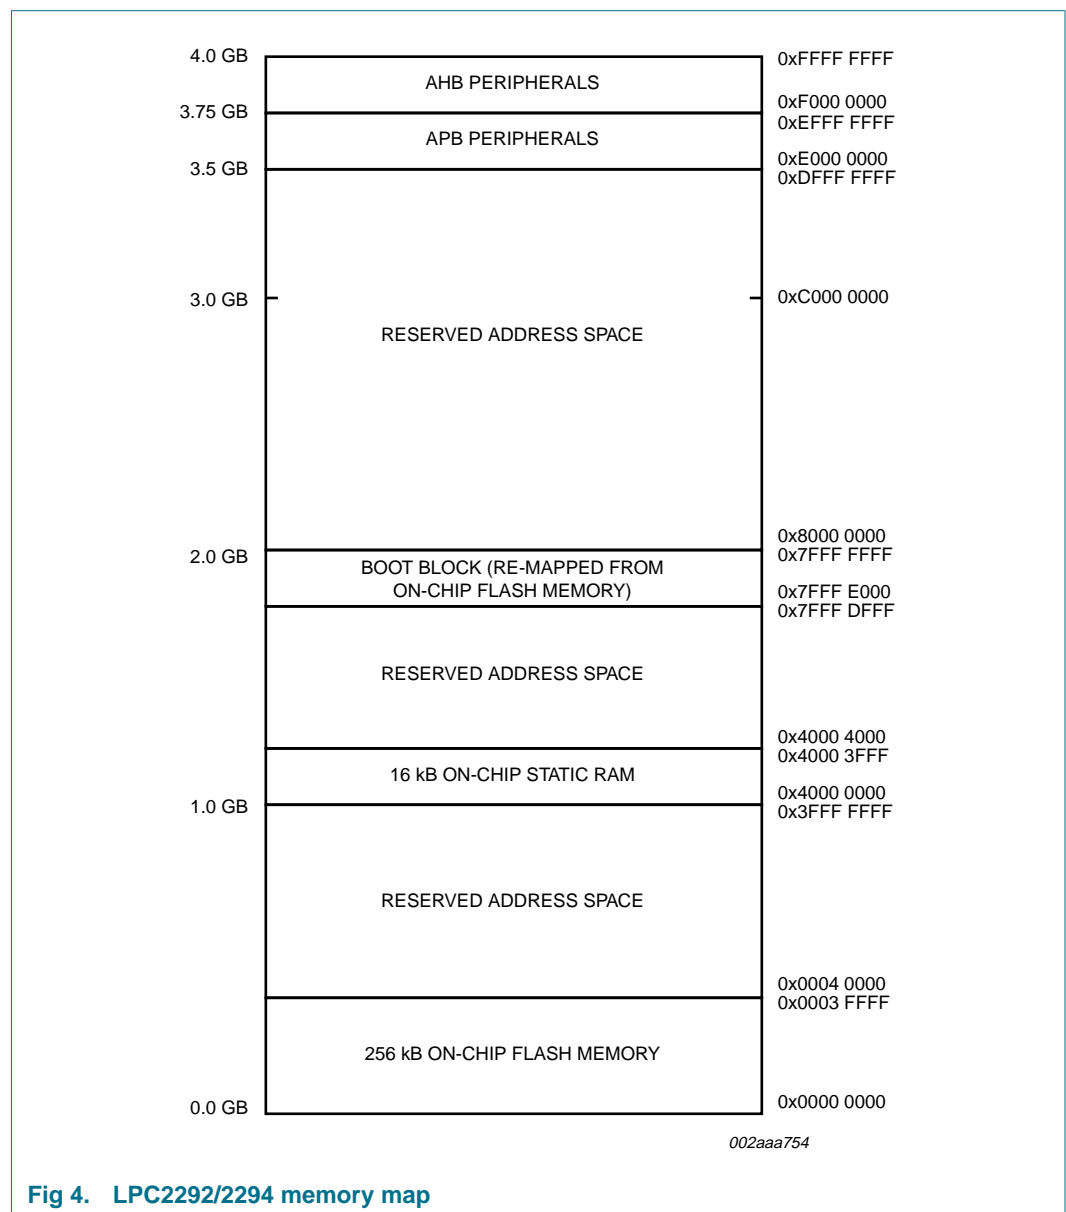 4.0 GB
0xFFFF FFFF
AHB PERIPHERALS
0xF000 0000
3.75 GB
0xEFFF FFFF
APB PERIPHERALS
0xE000 0000
3.5 GB
0xDFFF FFFF
3.0 GB
0xC000 0000
RESERVED ADDRESS SPACE
0x8000 0000
2.0 GB
0x7FFF FFFF
BOOT BLOCK (RE-MAPPED FROM
ON-CHIP FLASH MEMORY)
0x7FFF E000
0x7FFF DFFF
RESERVED ADDRESS SPACE
0x4000 4000
0x4000 3FFF
16 kB ON-CHIP STATIC RAM
0x4000 0000
1.0 GB
0x3FFF FFFF
RESERVED ADDRESS SPACE
0x0004 0000
0x0003 FFFF
256 kB ON-CHIP FLASH MEMORY
0.0 GB
0x0000 0000
002aaa754
Fig 4. LPC2292/2294 memory map